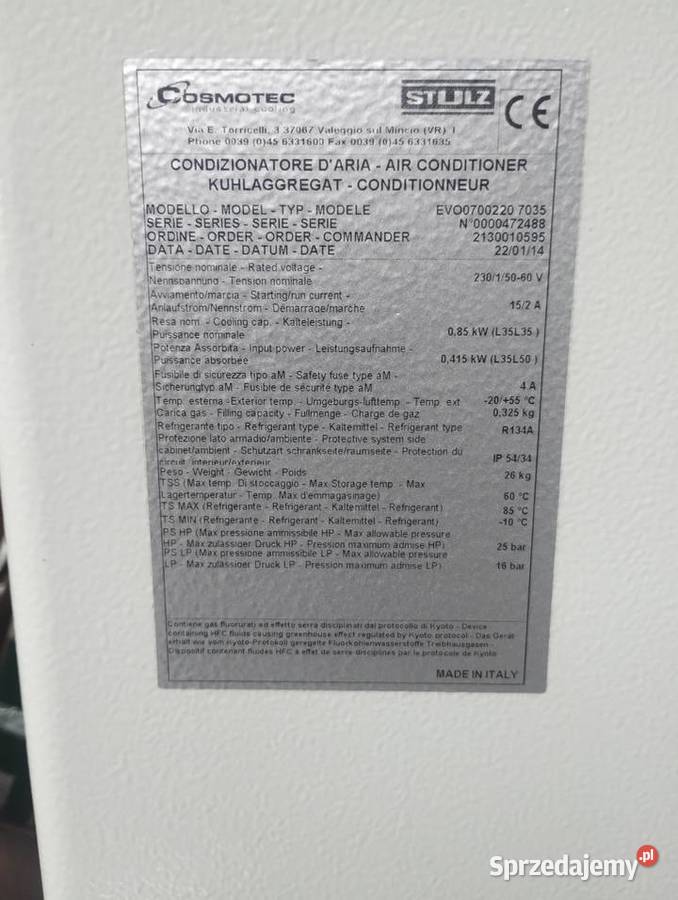 COSMOTEC
industrial cooling
STULZ
CE
Via E. Torricelli, 3 37067 Valeggio sul Mincio (VR) I
Phone 0039 (0)45 6331600 Fax 0039 (0)45 6331635
CONDIZIONATORE D'ARIA - AIR CONDITIONER
KUHLAGGREGAT - CONDITIONNEUR
MODELLO - MODEL - TYP - MODELE EVO0700220 7035
SERIE - SERIES - SERIE - SERIE N°0000472488
ORDINE - ORDER - ORDER - COMMANDER 2130010595
DATA - DATE - DATUM - DATE 22/01/14
Tensione nominale - Rated voltage -
Nennspannung - Tension nominale 230/1/50-60 V
Avviamento/marcia - Starting/run current -
Anlaufstrom/Nennstrom - Démarrage/marche 15/2 A
Resa nom. - Cooling cap. - Kalteleistung -
Puissance nominale 0,85 kW (L35L35 )
Potenza Assorbita - Input power - Leistungsaufnahme -
Puissance absorbée 0,415 kW (L35L50 )
Fusibile di sicurezza tipo aM - Safety fuse type aM -
Sicherungtyp aM - Fusible de sécurité type aM 4 A
Temp. esterna -Exterior temp. - Umgebungs-lufttemp. - Temp. ext -20/+55 °C
Carica gas - Filling capacity - Fullmenge - Charge de gaz 0,325 kg
Refrigerante tipo - Refrigerant type - Kaltemittel - Refrigerant type R134A
Protezione lato armadio/ambiente - Protective system side
cabinet/ambient - Schutzart schrankseite/raumseite - Protection du
circuit interieur/exterieur IP 54/34
Peso - Weight - Gewicht - Poids 26 kg
TSS (Max temp. Di stoccaggio - Max Storage temp. - Max
Lagertemperatur - Temp. Max d'emmagasinage) 60 °C
TS MAX (Refrigerante - Refrigerant - Kaltemittel - Refrigerant) 85 °C
TS MIN (Refrigerante - Refrigerant - Kaltemittel - Refrigerant) -10 °C
PS HP (Max pressione ammissibile HP - Max allowable pressure
HP - Max zulässiger Druck HP - Pression maximum admise HP) 25 bar
PS LP (Max pressione ammissibile LP - Max allowable pressure
LP - Max zulässiger Druck LP - Pression maximum admise LP) 16 bar
Contiene gas fluorurati ad effetto serra disciplinati dal protocollo di Kyoto - Device
containing HFC fluids causing greenhouse effect regulated by Kyoto protocol - Das Gerät
erhält wie vom Kyoto-Protokoll geregelte Fluorkohlenwasserstoffe Treibhausgasen -
Dispositif contenant fluides HFC à effet de serre disciplinés par le protocole de Kyoto
MADE IN ITALY
Sprzedajemy.pl